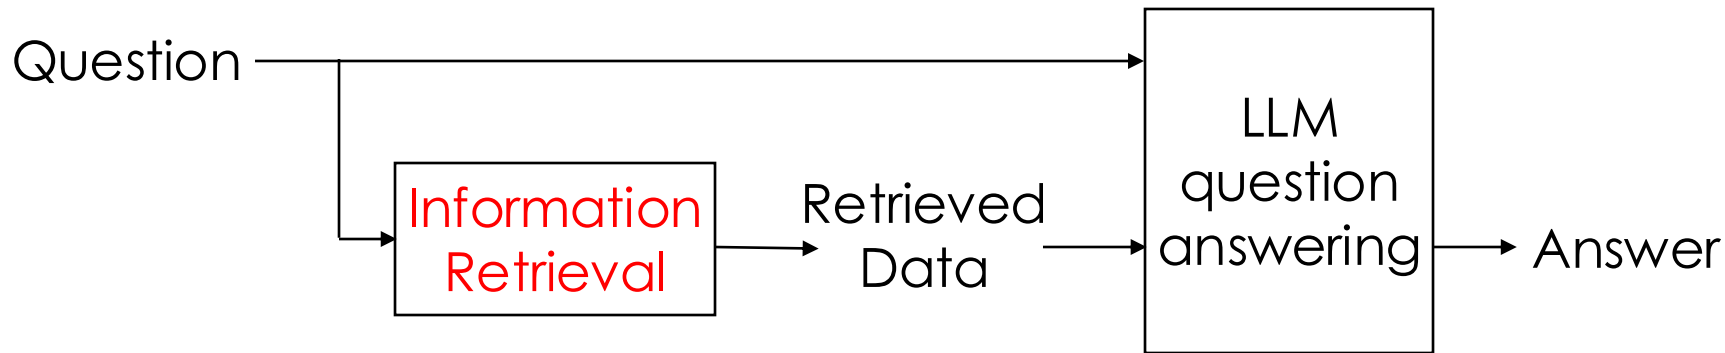 Question
Information
Retrieval
Retrieved
Data
LLM
question
answering
Answer